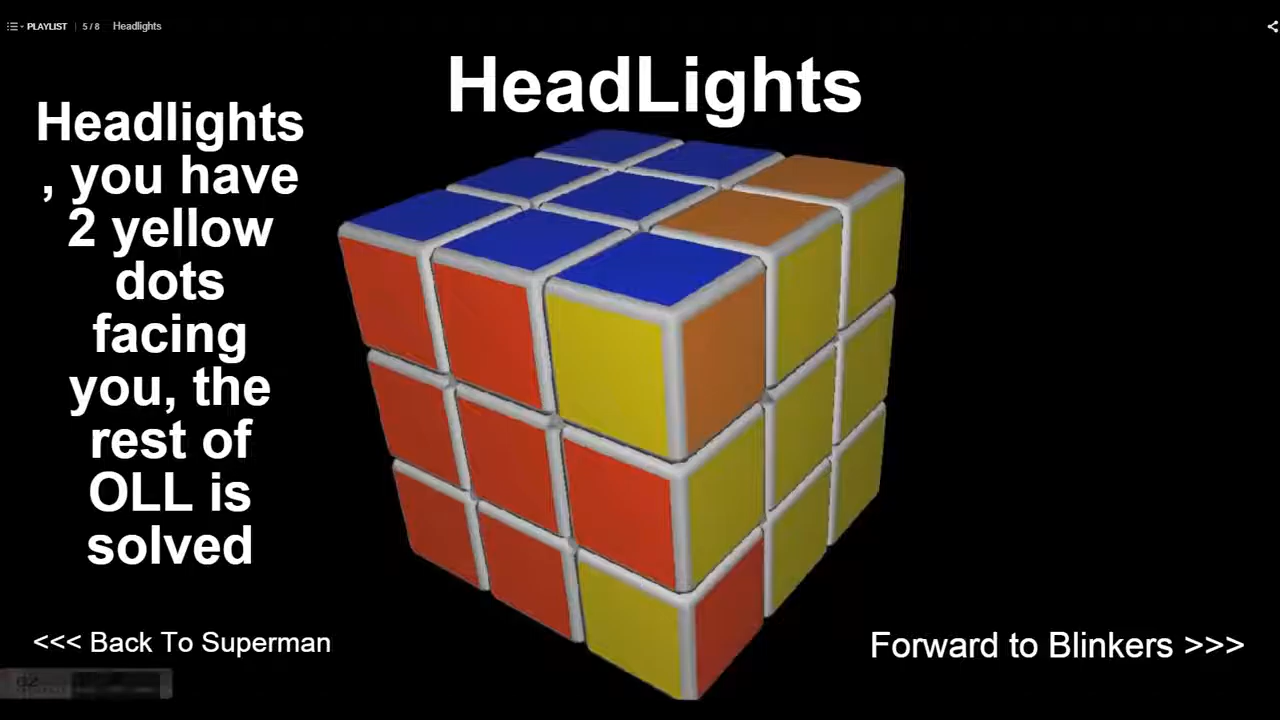 PLAYLIST | 5 / 8 Headlights
HeadLights
Headlights
, you have
2 yellow
dots
facing
you, the
rest of
OLL is
solved
<<< Back To Superman
Forward to Blinkers >>>